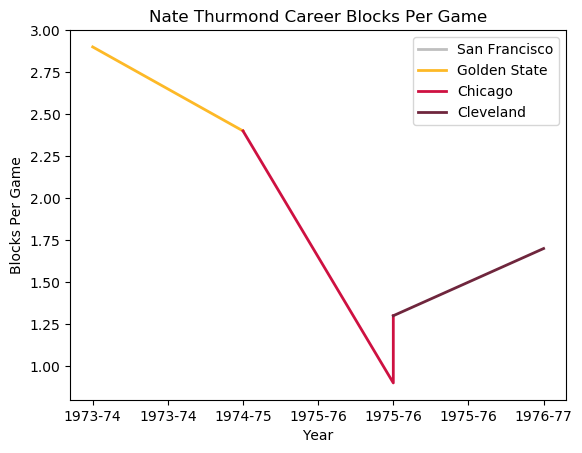 Nate Thurmond Career Blocks Per Game
San Francisco
Golden State
Chicago
Cleveland
Blocks Per Game
3.00
2.75
2.50
2.25
2.00
1.75
1.50
1.25
1.00
1973-74 1973-74 1974-75 1975-76 1975-76 1975-76 1976-77
Year